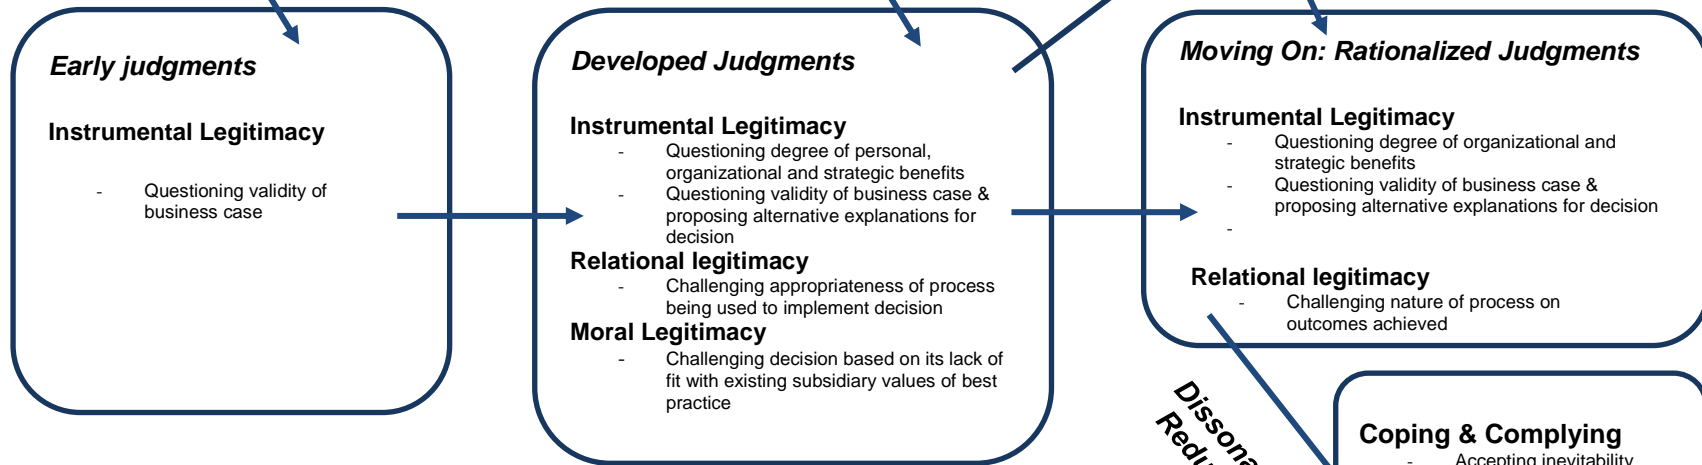 Early judgments
Instrumental Legitimacy
- Questioning validity of
business case
Developed Judgments
Instrumental Legitimacy
- Questioning degree of personal,
organizational and strategic benefits
- Questioning validity of business case &
proposing alternative explanations for
decision
Relational legitimacy
- Challenging appropriateness of process
being used to implement decision
Moral Legitimacy
- Challenging decision based on its lack of
fit with existing subsidiary values of best
practice
Moving On: Rationalized Judgments
Instrumental Legitimacy
- Questioning degree of organizational and
strategic benefits
- Questioning validity of business case &
proposing alternative explanations for decision
-
Relational legitimacy
- Challenging nature of process on
outcomes achieved
Coping & Complying
- Accepting inevitability